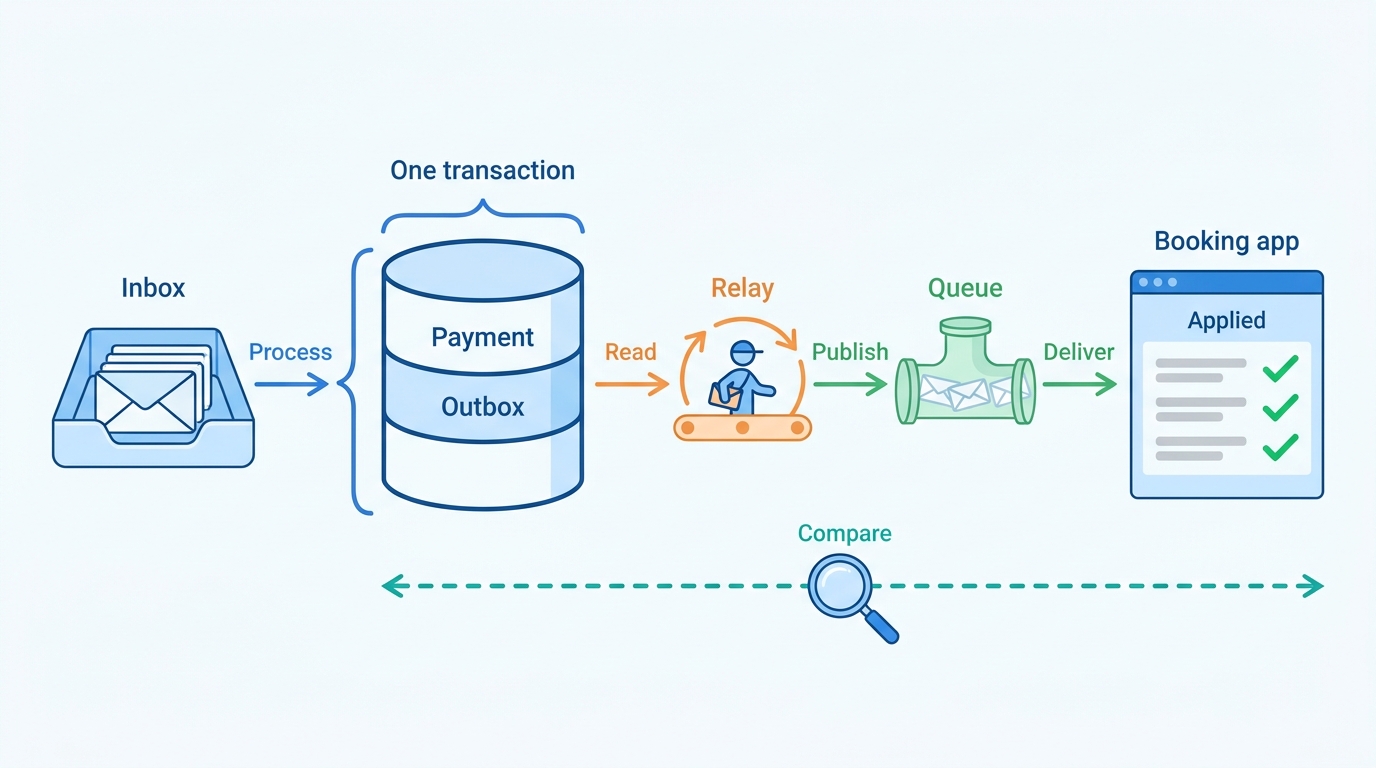 One transaction
Inbox
Process
Payment
Outbox
Read
Relay
Publish
Queue
Deliver
Booking app
Applied
Compare